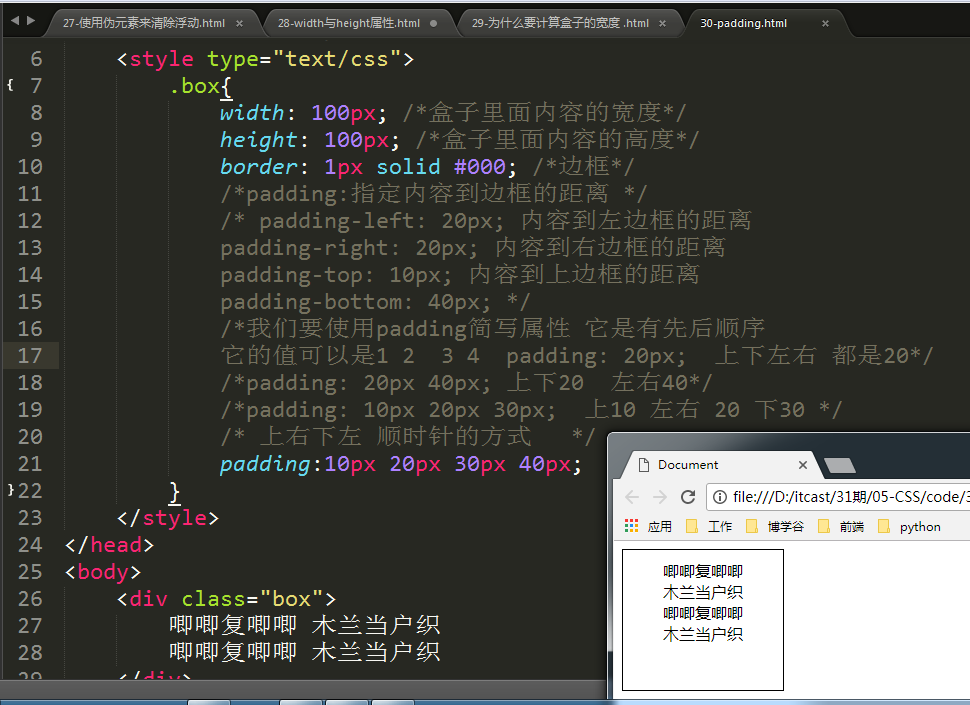 27-使用伪元素来清除浮动.html
28-width与height属性.html
29-为什么要计算盒子的宽度 .html
30-padding.html
6 <style type="text/css">
{ 7 .box{
8 width: 100px; /*盒子里面内容的宽度*/
9 height: 100px; /*盒子里面内容的高度*/
10 border: 1px solid #000; /*边框*/
11 /*padding:指定内容到边框的距离 */
12 /* padding-left: 20px; 内容到左边框的距离
13 padding-right: 20px; 内容到右边框的距离
14 padding-top: 10px; 内容到上边框的距离
15 padding-bottom: 40px; */
16 /*我们要使用padding简写属性 它是有先后顺序
17 它的值可以是1 2  3 4  padding: 20px;  上下左右 都是20*/
18 /*padding: 20px 40px; 上下20  左右40*/
19 /*padding: 10px 20px 30px;  上10 左右 20 下30 */
20 /* 上右下左 顺时针的方式   */
21 padding:10px 20px 30px 40px;
}22 }
23 </style>
24 </head>
25 <body>
26 <div class="box">
27 唧唧复唧唧 木兰当户织
28 唧唧复唧唧 木兰当户织
29 </div>
Document
file:///D:/itcast/31期/05-CSS/code/3
应用 工作 博学谷 前端 python
唧唧复唧唧
木兰当户织
唧唧复唧唧
木兰当户织